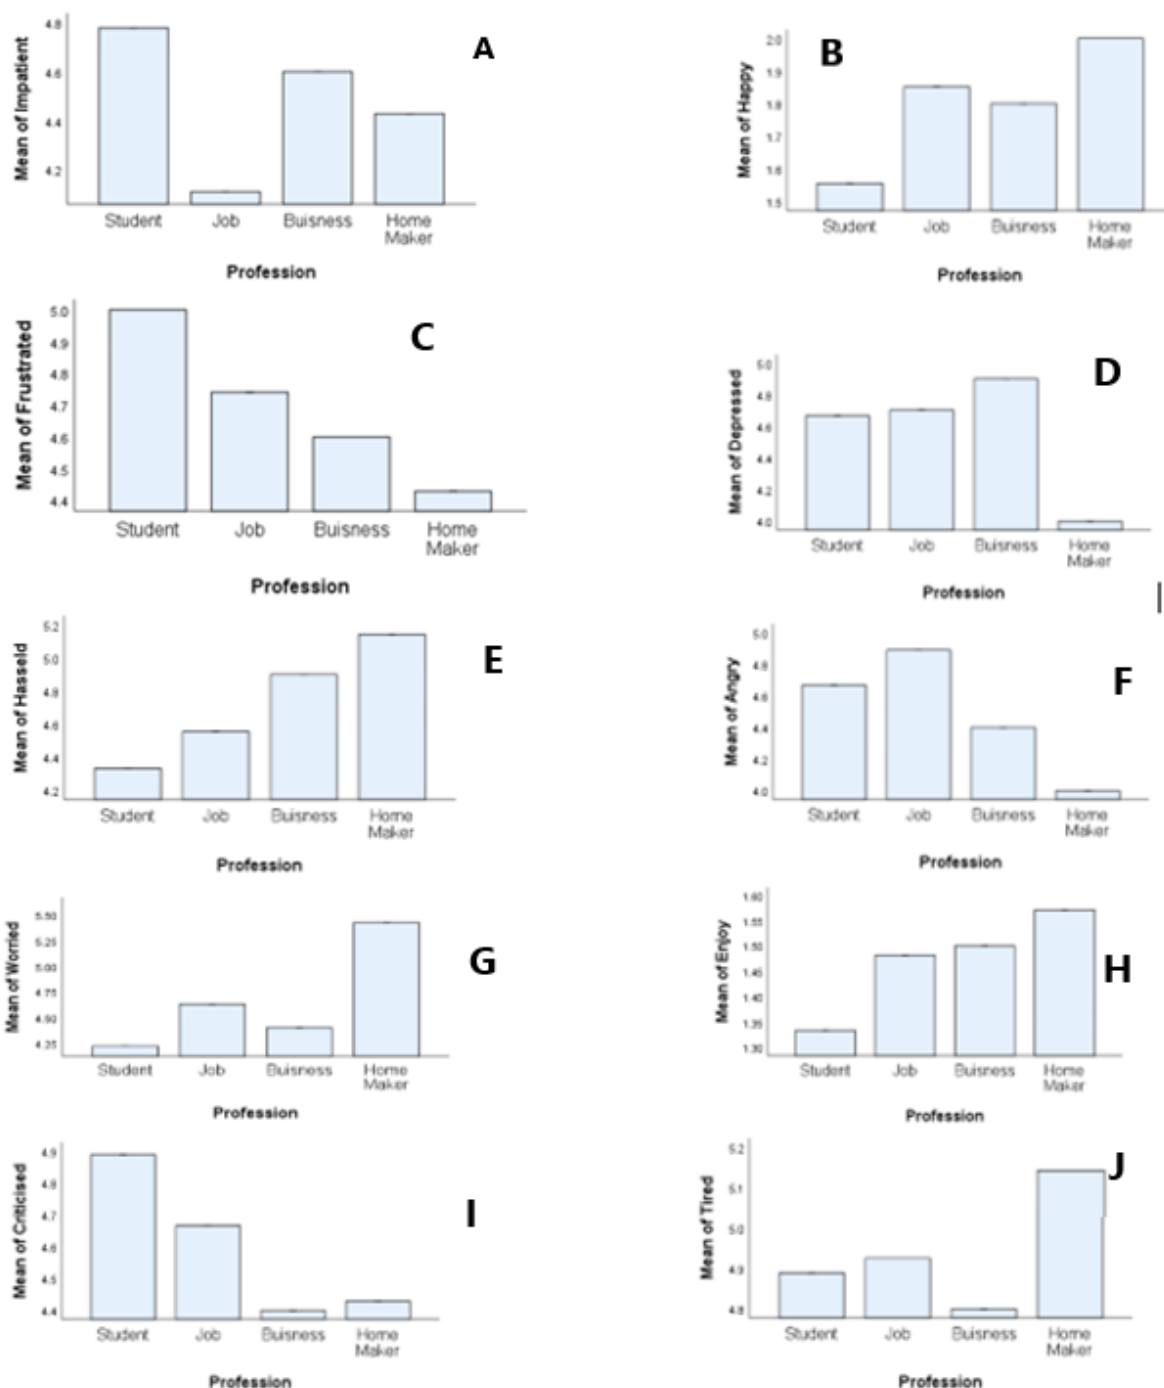 Mean of Impatient
4.8
4.6
4.4
4.2
Student Job Buisness Home
Maker
Profession
A
Mean of Happy
2.0
1.9
1.8
1.7
1.6
1.5
Student Job Buisness Home
Maker
Profession
B
Mean of Frustrated
5.0
4.9
4.8
4.7
4.6
4.5
4.4
Student Job Buisness Home
Maker
Profession
C
Mean of Depressed
5.0
4.8
4.6
4.4
4.2
4.0
Student Job Buisness Home
Maker
Profession
D
Mean of Hasseld
5.2
5.0
4.8
4.6
4.4
4.2
Student Job Buisness Home
Maker
Profession
E
Mean of Angry
5.0
4.8
4.6
4.4
4.2
4.0
Student Job Buisness Home
Maker
Profession
F
Mean of Worried
5.50
5.25
5.00
4.75
4.50
4.25
Student Job Buisness Home
Maker
Profession
G
Mean of Enjoy
1.60
1.55
1.50
1.45
1.40
1.35
1.30
Student Job Buisness Home
Maker
Profession
H
Mean of Criticised
4.9
4.8
4.7
4.6
4.5
4.4
Student Job Buisness Home
Maker
Profession
I
Mean of Tired
5.2
5.1
5.0
4.9
4.8
Student Job Buisness Home
Maker
Profession
J